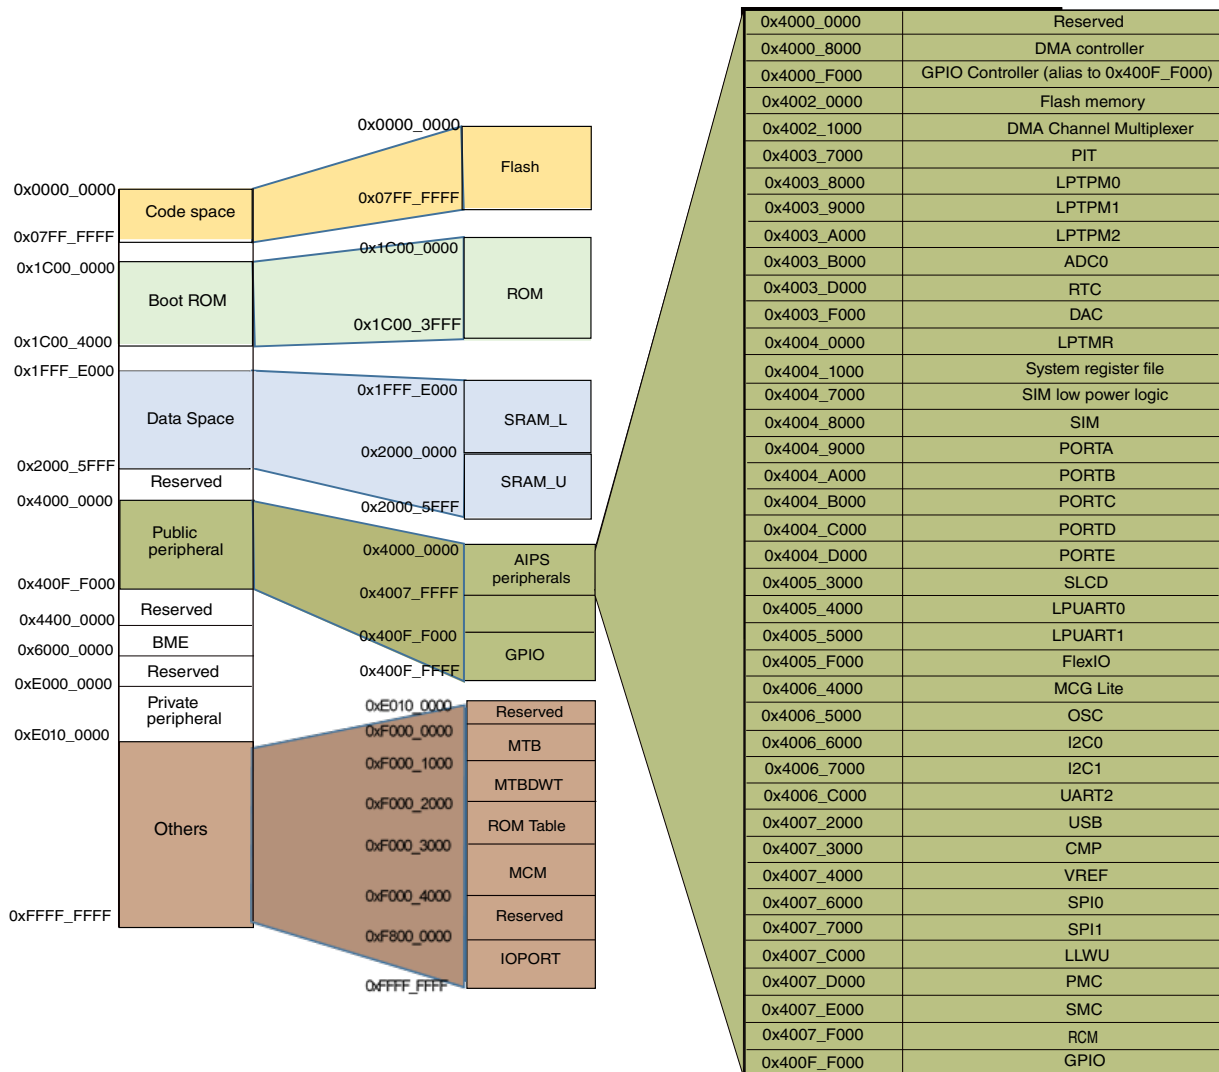 0x0000_0000
Code space
0x07FF_FFFF
0x1C00_0000
Boot ROM
0x1C00_4000
0x1FFF_E000
Data Space
0x2000_5FFF
Reserved
0x4000_0000
Public
peripheral
0x400F_F000
Reserved
0x4400_0000
BME
0x6000_0000
Reserved
0xE000_0000
Private
peripheral
0xE010_0000
Others
0xFFFF_FFFF
0x0000_0000
Flash
0x07FF_FFFF
0x1C00_0000
ROM
0x1C00_3FFF
0x1FFF_E000
SRAM_L
0x2000_0000
SRAM_U
0x2000_5FFF
0x4000_0000
AIPS
peripherals
0x4007_FFFF
0x400F_F000
GPIO
0x400F_FFFF
0xE010_0000
Reserved
0xF000_0000
MTB
0xF000_1000
MTBDWT
0xF000_2000
ROM Table
0xF000_3000
MCM
0xF000_4000
Reserved
0xF800_0000
IOPORT
0xFFFF_FFFF
0x4000_0000 Reserved
0x4000_8000 DMA controller
0x4000_F000 GPIO Controller (alias to 0x400F_F000)
0x4002_0000 Flash memory
0x4002_1000 DMA Channel Multiplexer
0x4003_7000 PIT
0x4003_8000 LPTPM0
0x4003_9000 LPTPM1
0x4003_A000 LPTPM2
0x4003_B000 ADC0
0x4003_D000 RTC
0x4003_F000 DAC
0x4004_0000 LPTMR
0x4004_1000 System register file
0x4004_7000 SIM low power logic
0x4004_8000 SIM
0x4004_9000 PORTA
0x4004_A000 PORTB
0x4004_B000 PORTC
0x4004_C000 PORTD
0x4004_D000 PORTE
0x4005_3000 SLCD
0x4005_4000 LPUART0
0x4005_5000 LPUART1
0x4005_F000 FlexIO
0x4006_4000 MCG Lite
0x4006_5000 OSC
0x4006_6000 I2C0
0x4006_7000 I2C1
0x4006_C000 UART2
0x4007_2000 USB
0x4007_3000 CMP
0x4007_4000 VREF
0x4007_6000 SPI0
0x4007_7000 SPI1
0x4007_C000 LLWU
0x4007_D000 PMC
0x4007_E000 SMC
0x4007_F000 RCM
0x400F_F000 GPIO